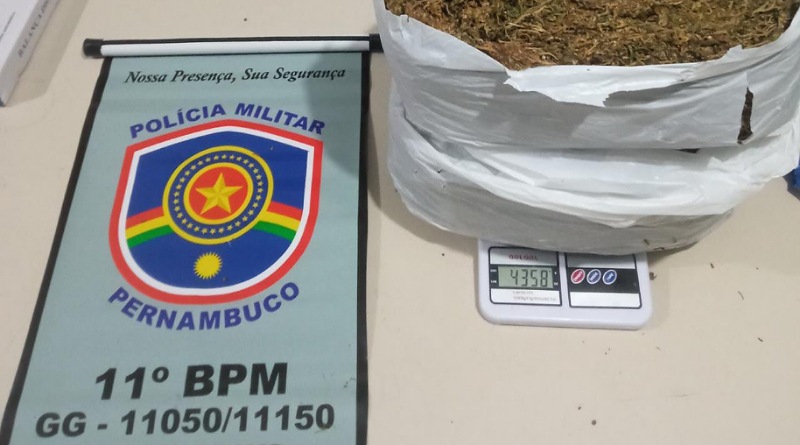 Nossa Presença, Sua Segurança
POLÍCIA MILITAR
PERNAMBUCO
11º BPM
GG - 11050/11150
4358